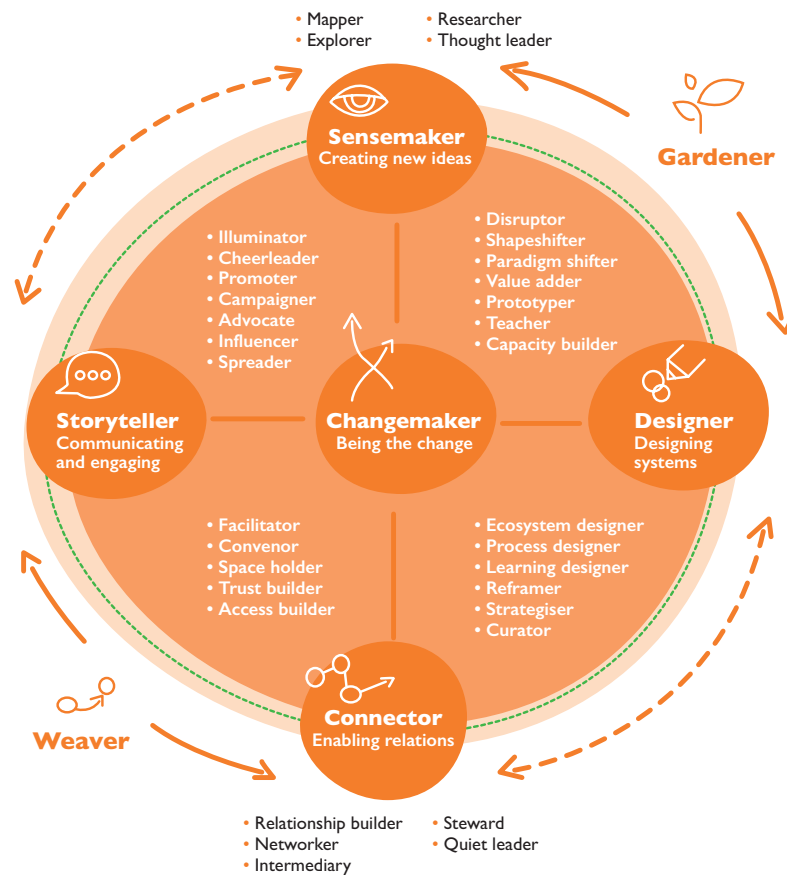 • Mapper
• Explorer
• Researcher
• Thought leader
Sensemaker
Creating new ideas
Gardener
• Illuminator
• Cheerleader
• Promoter
• Campaigner
• Advocate
• Influencer
• Spreader
• Disruptor
• Shapeshifter
• Paradigm shifter
• Value adder
• Prototyper
• Teacher
• Capacity builder
Storyteller
Communicating
and engaging
Changemaker
Being the change
Designer
Designing
systems
• Facilitator
• Convenor
• Space holder
• Trust builder
• Access builder
• Ecosystem designer
• Process designer
• Learning designer
• Reframer
• Strategiser
• Curator
Weaver
Connector
Enabling relations
• Relationship builder
• Networker
• Intermediary
• Steward
• Quiet leader